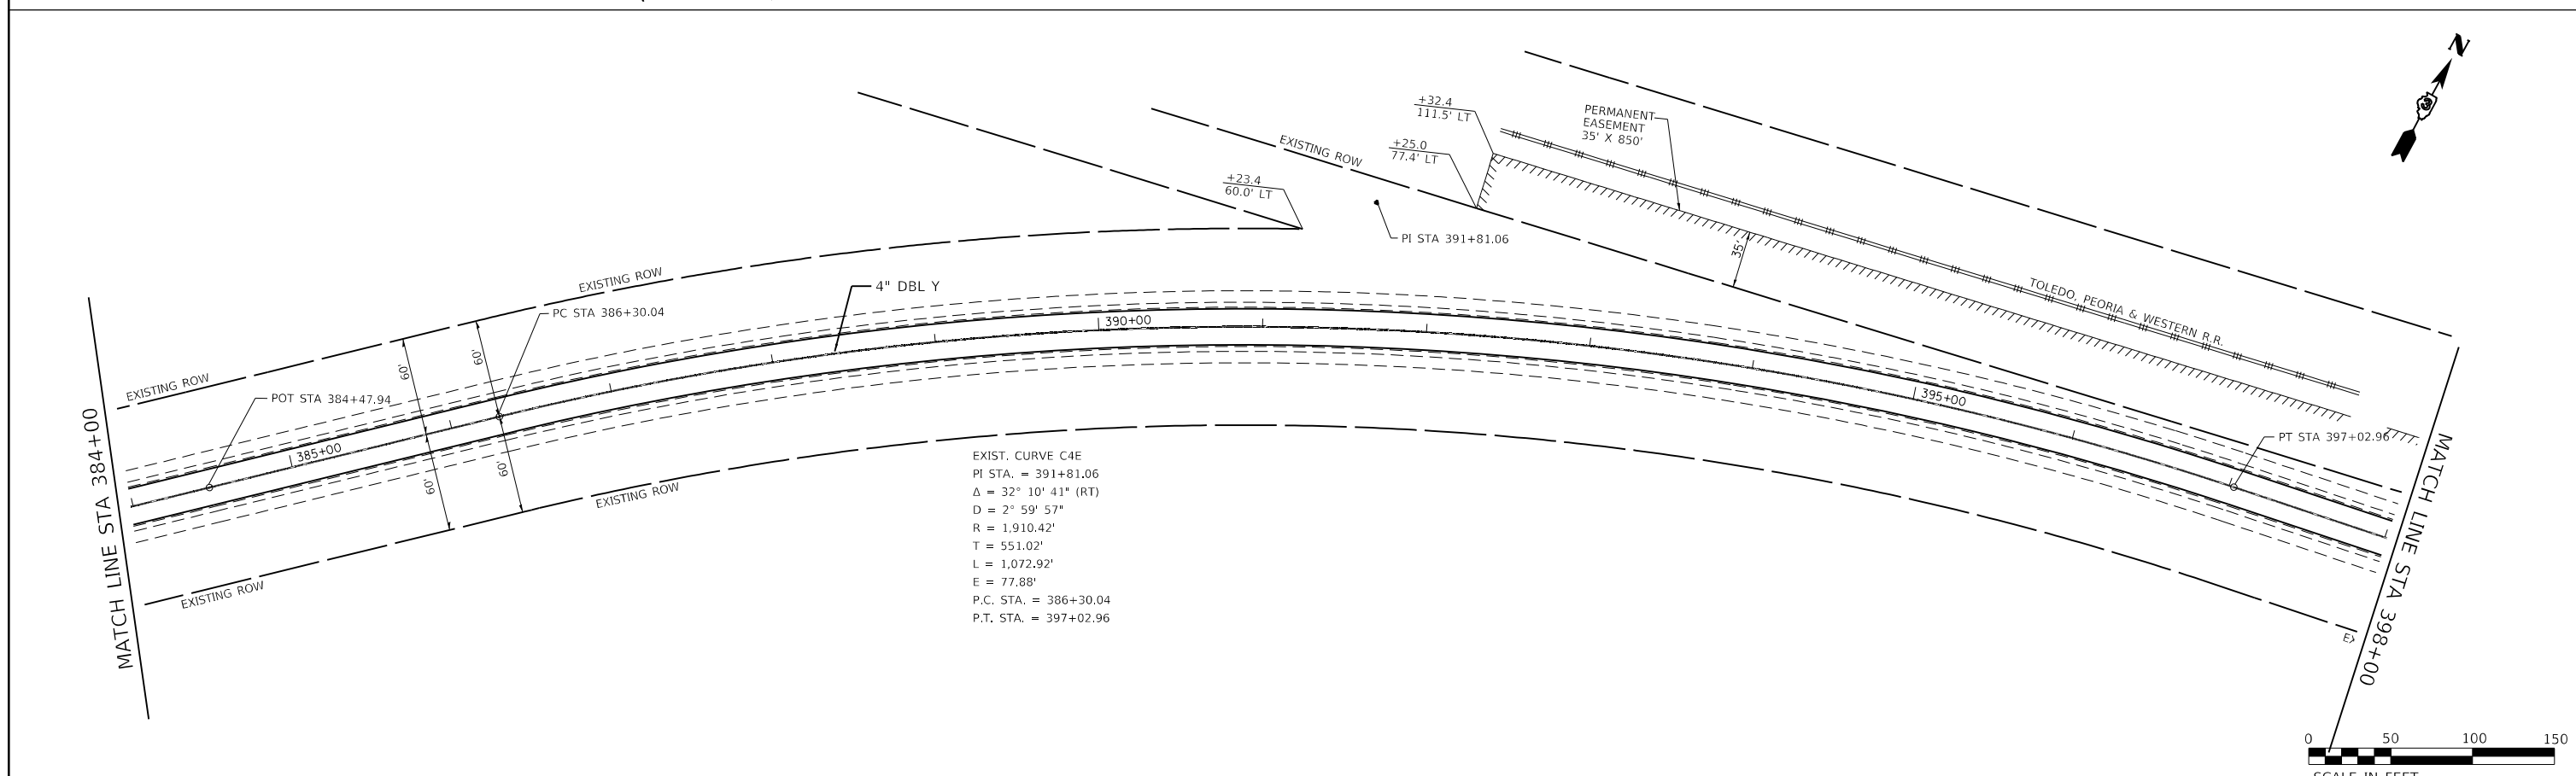 N
+32.4
111.5' LT
PERMANENT
EASEMENT
35' X 850'
EXISTING ROW
+25.0
77.4' LT
+23.4
60.0' LT
PI STA 391+81.06
EXISTING ROW
35'
TOLEDO, PEORIA & WESTERN R.R.
4" DBL Y
PC STA 386+30.04
390+00
60'
60'
EXISTING ROW
POT STA 384+47.94
395+00
MATCH LINE STA 384+00
385+00
PT STA 397+02.96
60'
60'
EXISTING ROW
EXISTING ROW
EXIST. CURVE C4E
PI STA. = 391+81.06
Δ = 32° 10' 41" (RT)
D = 2° 59' 57"
R = 1,910.42'
T = 551.02'
L = 1,072.92'
E = 77.88'
P.C. STA. = 386+30.04
P.T. STA. = 397+02.96
MATCH LINE STA 398+00
0 50 100 150
SCALE IN FEET